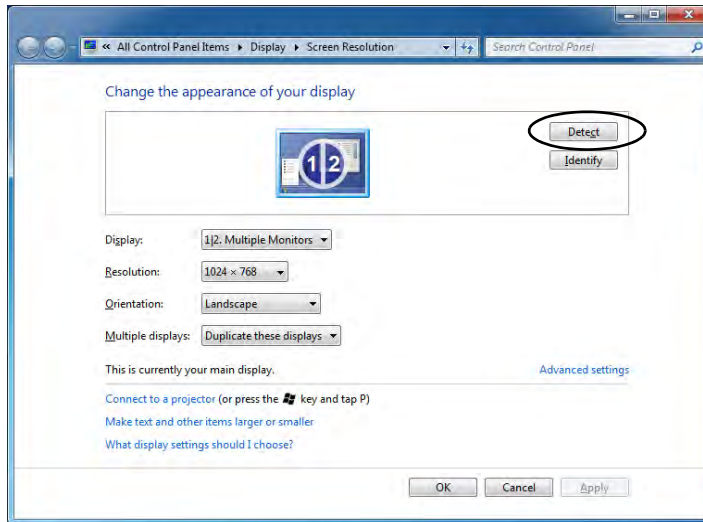 « All Control Panel Items ▸ Display ▸ Screen Resolution
Search Control Panel
Change the appearance of your display
Detect
1|2
Identify
Display: 1|2. Multiple Monitors
Resolution: 1024 × 768
Orientation: Landscape
Multiple displays: Duplicate these displays
This is currently your main display.
Advanced settings
Connect to a projector (or press the key and tap P)
Make text and other items larger or smaller
What display settings should I choose?
OK Cancel Apply